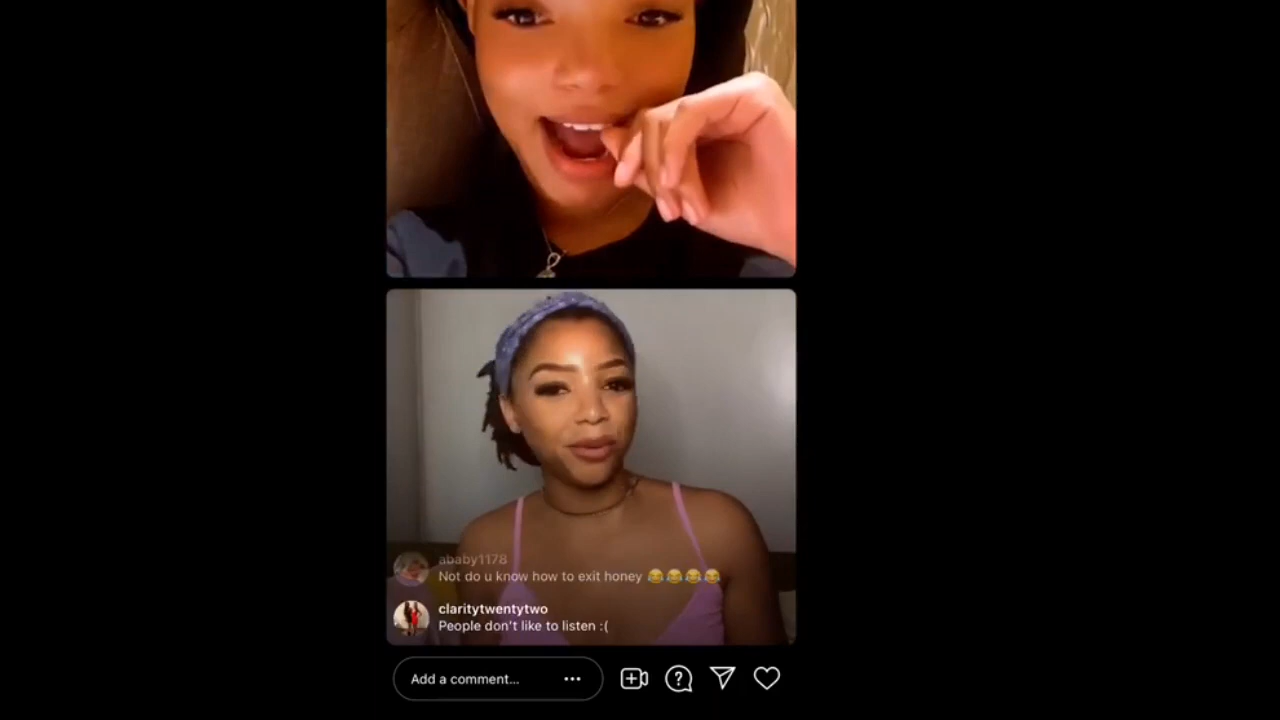 ababy1178
Not do u know how to exit honey 😂😂😂😂
claritytwentytwo
People don't like to listen :(
Add a comment...